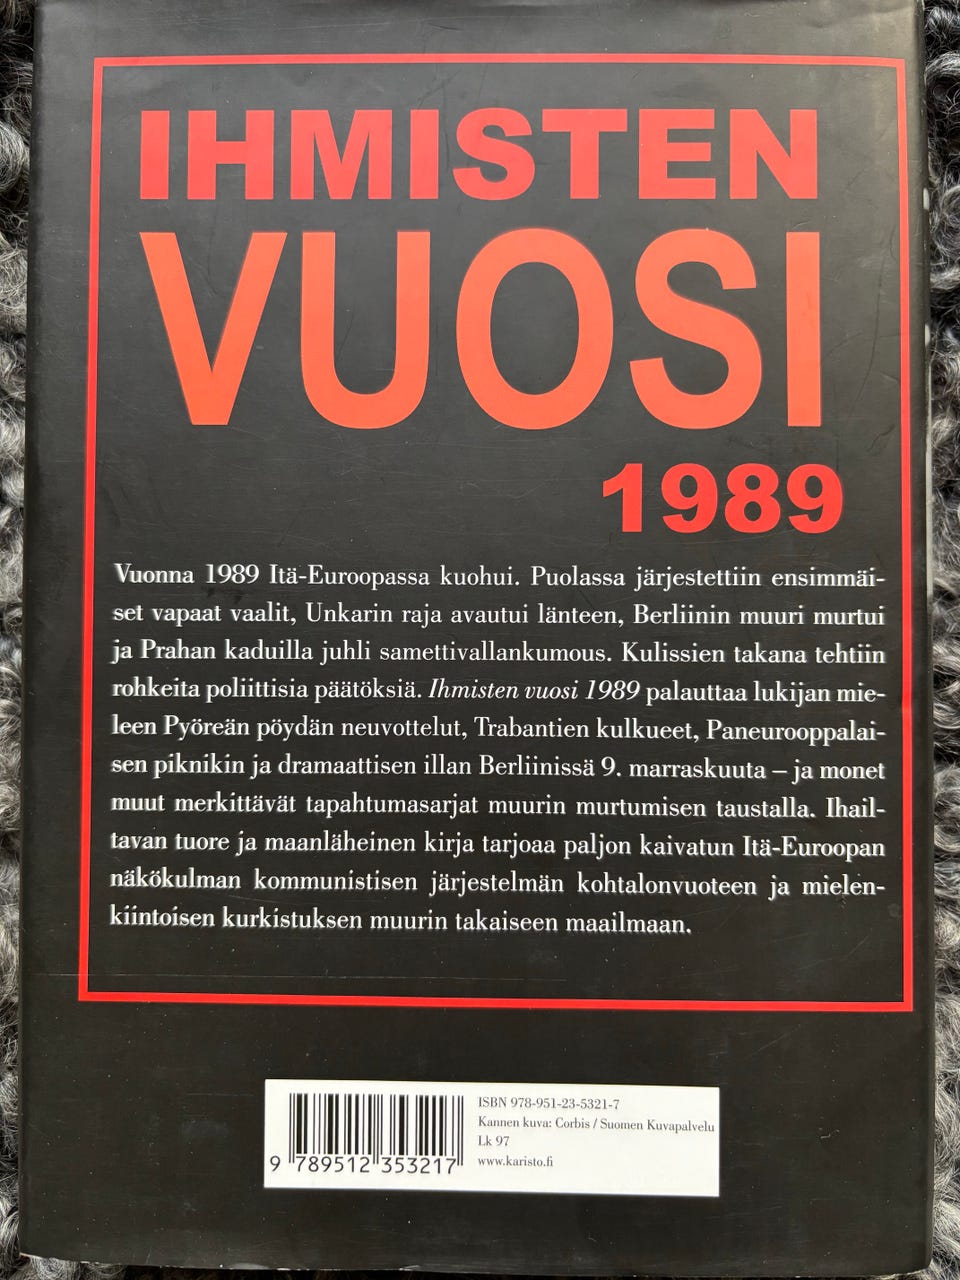 IHMISTEN
VUOSI
1989
Vuonna 1989 Itä-Euroopassa kuohui. Puolassa järjestettiin ensimmäi-
set vapaat vaalit, Unkarin raja avautui länteen, Berliinin muuri murtui
ja Prahan kaduilla juhli samettivallankumous. Kulissien takana tehtiin
rohkeita poliittisia päätöksiä. Ihmisten vuosi 1989 palauttaa lukijan mie-
leen Pyöreän pöydän neuvottelut, Trabantien kulkueet, Paneurooppalai-
sen piknikin ja dramaattisen illan Berliinissä 9. marraskuuta – ja monet
muut merkittävät tapahtumasarjat muurin murtumisen taustalla. Ihail-
tavan tuore ja maanläheinen kirja tarjoaa paljon kaivatun Itä-Euroopan
näkökulman kommunistisen järjestelmän kohtalonvuoteen ja mielen-
kiintoisen kurkistuksen muurin takaiseen maailmaan.
ISBN 978-951-23-5321-7
Kannen kuva: Corbis / Suomen Kuvapalvelu
Lk 97
www.karisto.fi
9 789512 353217